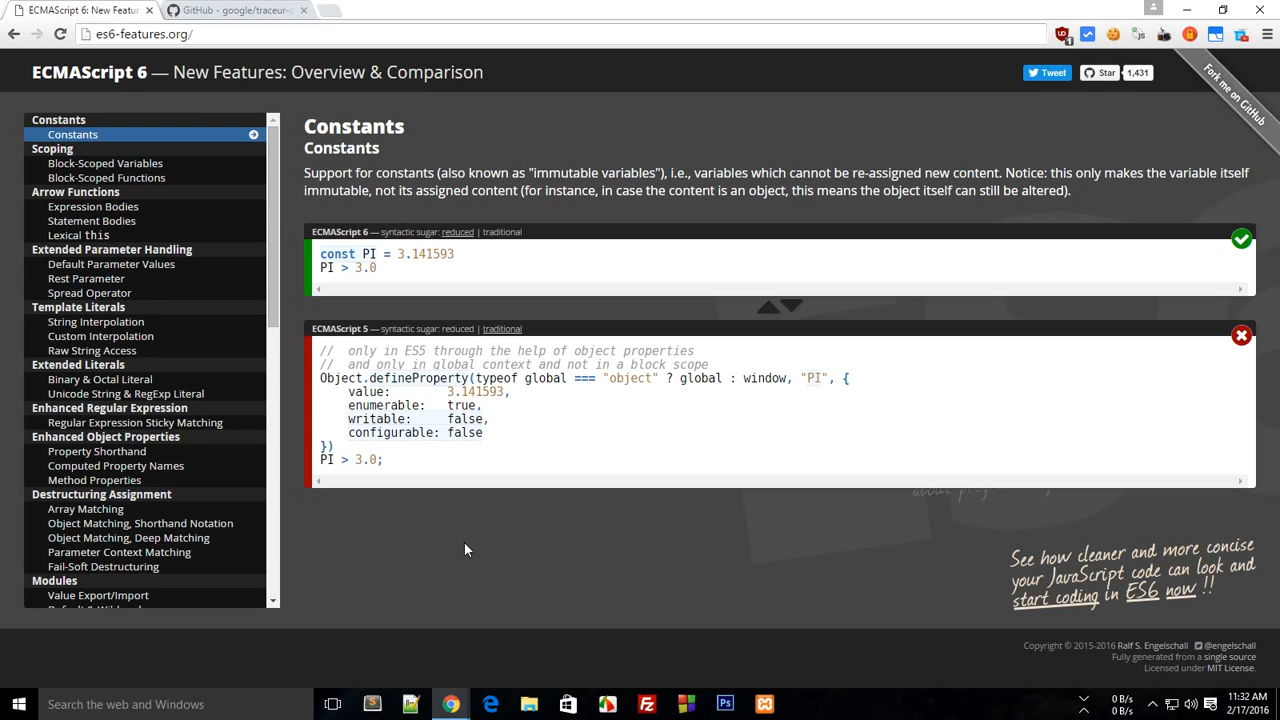 ECMAScript 6: New Featur
GitHub - google/traceur-c
es6-features.org/
1
ECMAScript 6 — New Features: Overview & Comparison
Tweet
Star
1,431
Fork me on GitHub
Constants
Constants
Scoping
Block-Scoped Variables
Block-Scoped Functions
Arrow Functions
Expression Bodies
Statement Bodies
Lexical this
Extended Parameter Handling
Default Parameter Values
Rest Parameter
Spread Operator
Template Literals
String Interpolation
Custom Interpolation
Raw String Access
Extended Literals
Binary & Octal Literal
Unicode String & RegExp Literal
Enhanced Regular Expression
Regular Expression Sticky Matching
Enhanced Object Properties
Property Shorthand
Computed Property Names
Method Properties
Destructuring Assignment
Array Matching
Object Matching, Shorthand Notation
Object Matching, Deep Matching
Parameter Context Matching
Fail-Soft Destructuring
Modules
Value Export/Import
Constants
Constants
Support for constants (also known as "immutable variables"), i.e., variables which cannot be re-assigned new content. Notice: this only makes the variable itself
immutable, not its assigned content (for instance, in case the content is an object, this means the object itself can still be altered).
ECMAScript 6 — syntactic sugar: reduced | traditional
const PI = 3.141593
PI > 3.0
ECMAScript 5 — syntactic sugar: reduced | traditional
//  only in ES5 through the help of object properties
//  and only in global context and not in a block scope
Object.defineProperty(typeof global === "object" ? global : window, "PI", {
    value:        3.141593,
    enumerable:   true,
    writable:     false,
    configurable: false
})
PI > 3.0;
See how cleaner and more concise
your JavaScript code can look and
start coding in ES6 now !!
Copyright © 2015-2016 Ralf S. Engelschall @engelschall
Fully generated from a single source
Licensed under MIT License.
Search the web and Windows
Ps
0 B/s
0 B/s
11:32 AM
2/17/2016